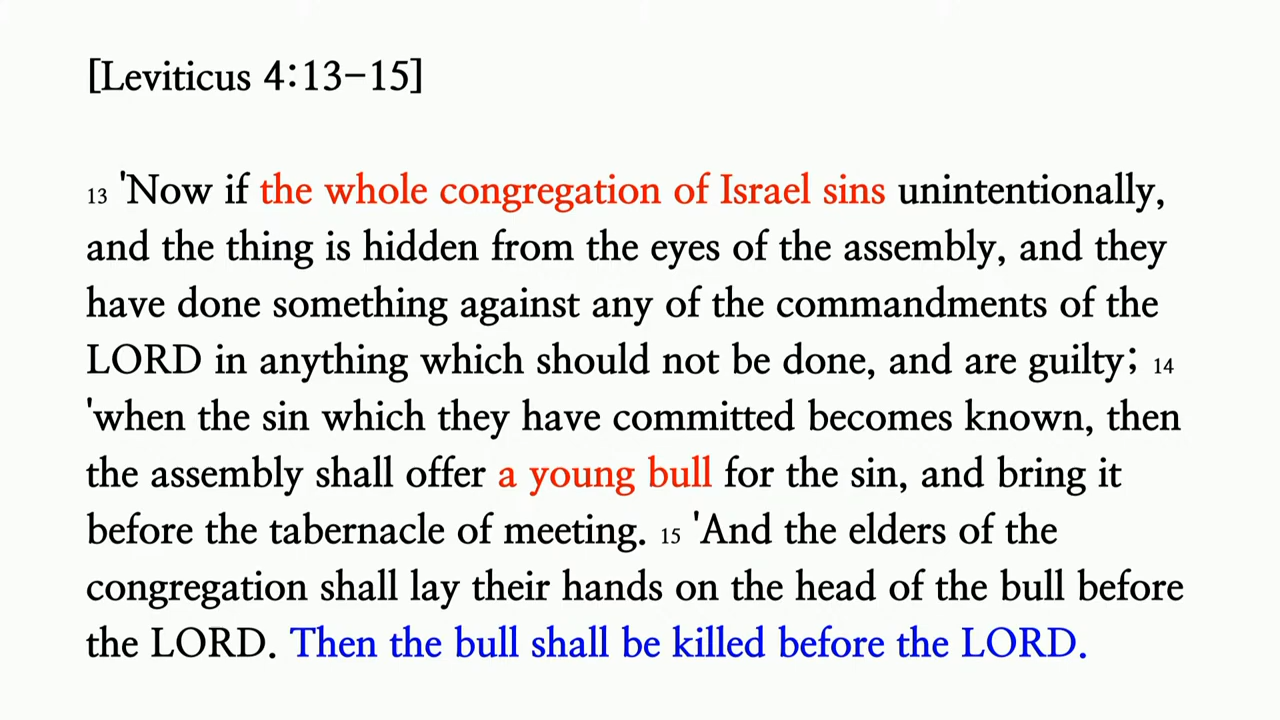 [Leviticus 4:13-15]
13 'Now if the whole congregation of Israel sins unintentionally,
and the thing is hidden from the eyes of the assembly, and they
have done something against any of the commandments of the
LORD in anything which should not be done, and are guilty; 14
'when the sin which they have committed becomes known, then
the assembly shall offer a young bull for the sin, and bring it
before the tabernacle of meeting. 15 'And the elders of the
congregation shall lay their hands on the head of the bull before
the LORD. Then the bull shall be killed before the LORD.